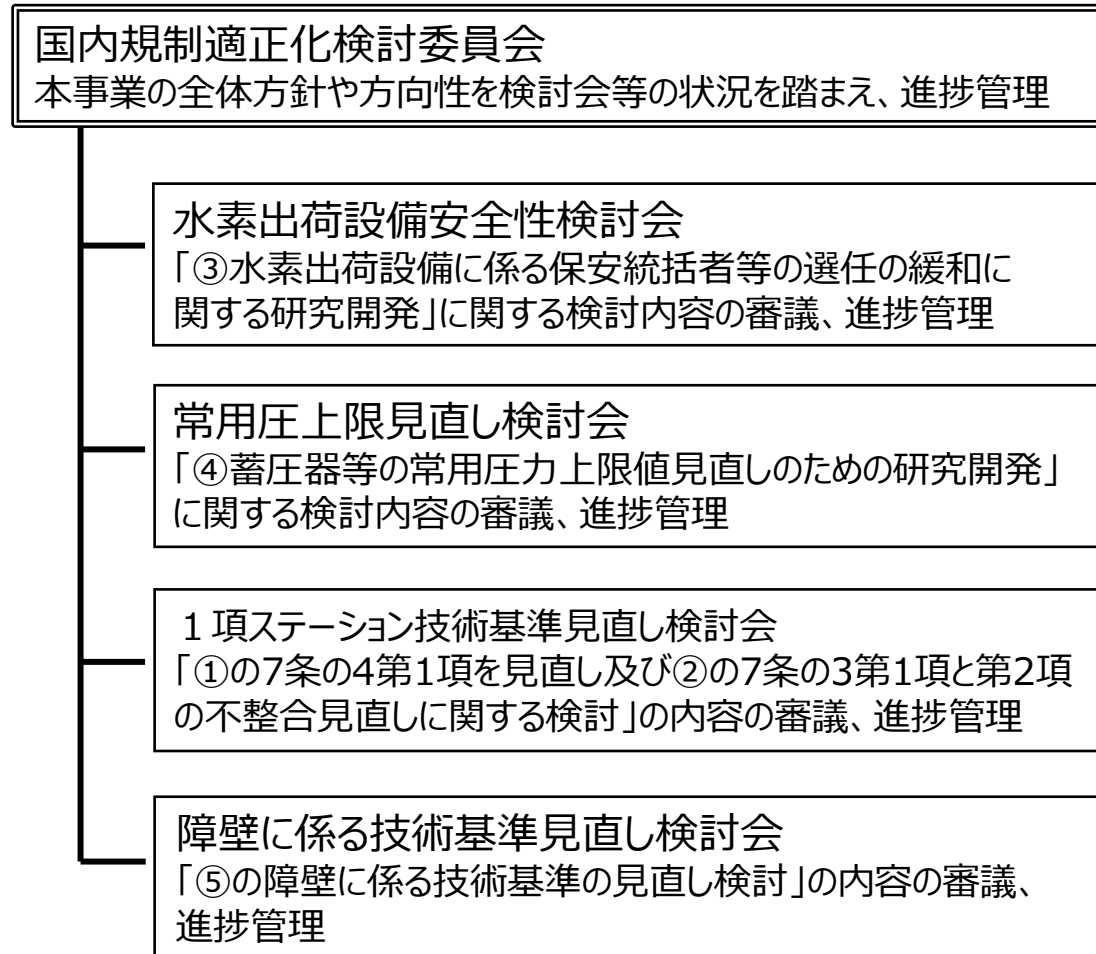 国内規制適正化検討委員会
本事業の全体方針や方向性を検討会等の状況を踏まえ、進捗管理
水素出荷設備安全性検討会
「③水素出荷設備に係る保安統括者等の選任の緩和に
関する研究開発」に関する検討内容の審議、進捗管理
常用圧上限見直し検討会
「④蓄圧器等の常用圧力上限値見直しのための研究開発」
に関する検討内容の審議、進捗管理
１項ステーション技術基準見直し検討会
「①の7条の4第1項を見直し及び②の7条の3第1項と第2項
の不整合見直しに関する検討」の内容の審議、進捗管理
障壁に係る技術基準見直し検討会
「⑤の障壁に係る技術基準の見直し検討」の内容の審議、
進捗管理